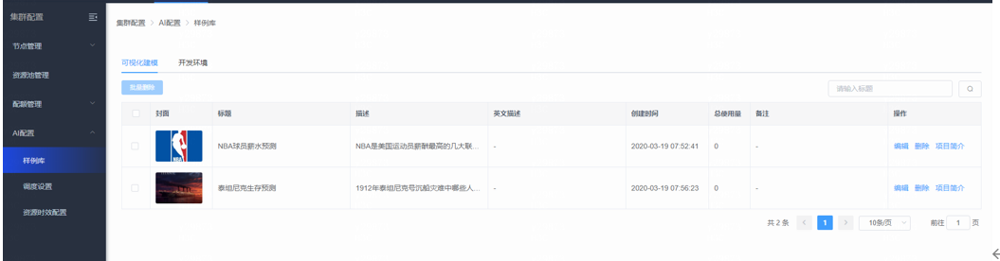 集群配置
节点管理
资源池管理
配额管理
AI配置
样例库
调度设置
资源时效配置
集群配置 > AI配置 > 样例库
可视化建模 开发环境
批量删除 请输入标题
封面 标题 描述 英文描述 创建时间 总使用量 备注 操作
NBA球员薪水预测 NBA是美国运动员薪酬最高的几大联... - 2020-03-19 07:52:41 0 - 编辑 删除 项目简介
泰坦尼克生存预测 1912年泰坦尼克号沉船灾难中哪些人... - 2020-03-19 07:56:23 0 - 编辑 删除 项目简介
共 2 条 < 1 > 10条/页 前往 1 页